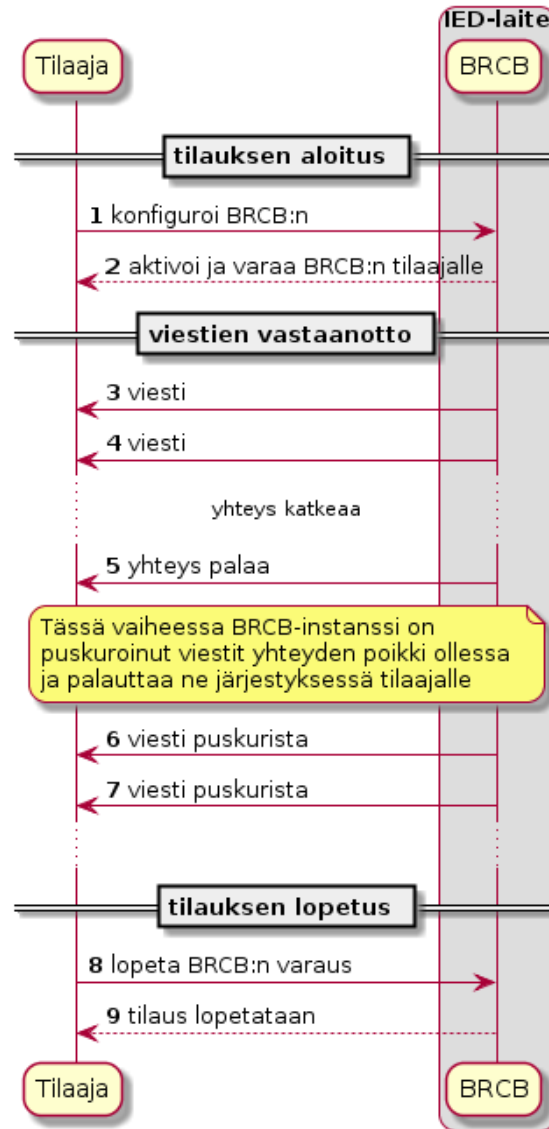 IED-laite
Tilaaja
BRCB
tilauksen aloitus
1 konfiguroi BRCB:n
2 aktivoi ja varaa BRCB:n tilaajalle
viestien vastaanotto
3 viesti
4 viesti
yhteys katkeaa
5 yhteys palaa
Tässä vaiheessa BRCB-instanssi on
puskuroinut viestit yhteyden poikki ollessa
ja palauttaa ne järjestyksessä tilaajalle
6 viesti puskurista
7 viesti puskurista
tilauksen lopetus
8 lopeta BRCB:n varaus
9 tilaus lopetataan
Tilaaja
BRCB